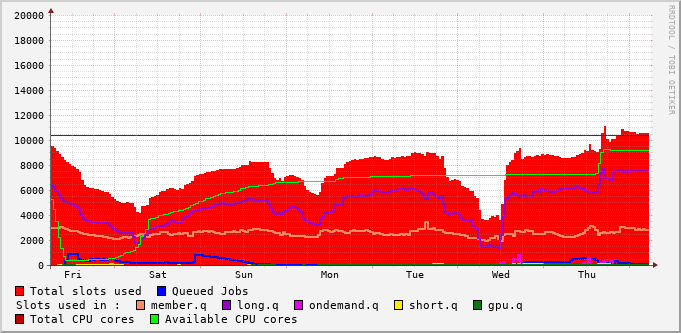 20000
18000
16000
14000
12000
10000
8000
6000
4000
2000
0
Fri Sat Sun Mon Tue Wed Thu
RRDTOOL / TOBI OETIKER
Total slots used Queued Jobs
Slots used in : member.q long.q ondemand.q short.q gpu.q
Total CPU cores Available CPU cores